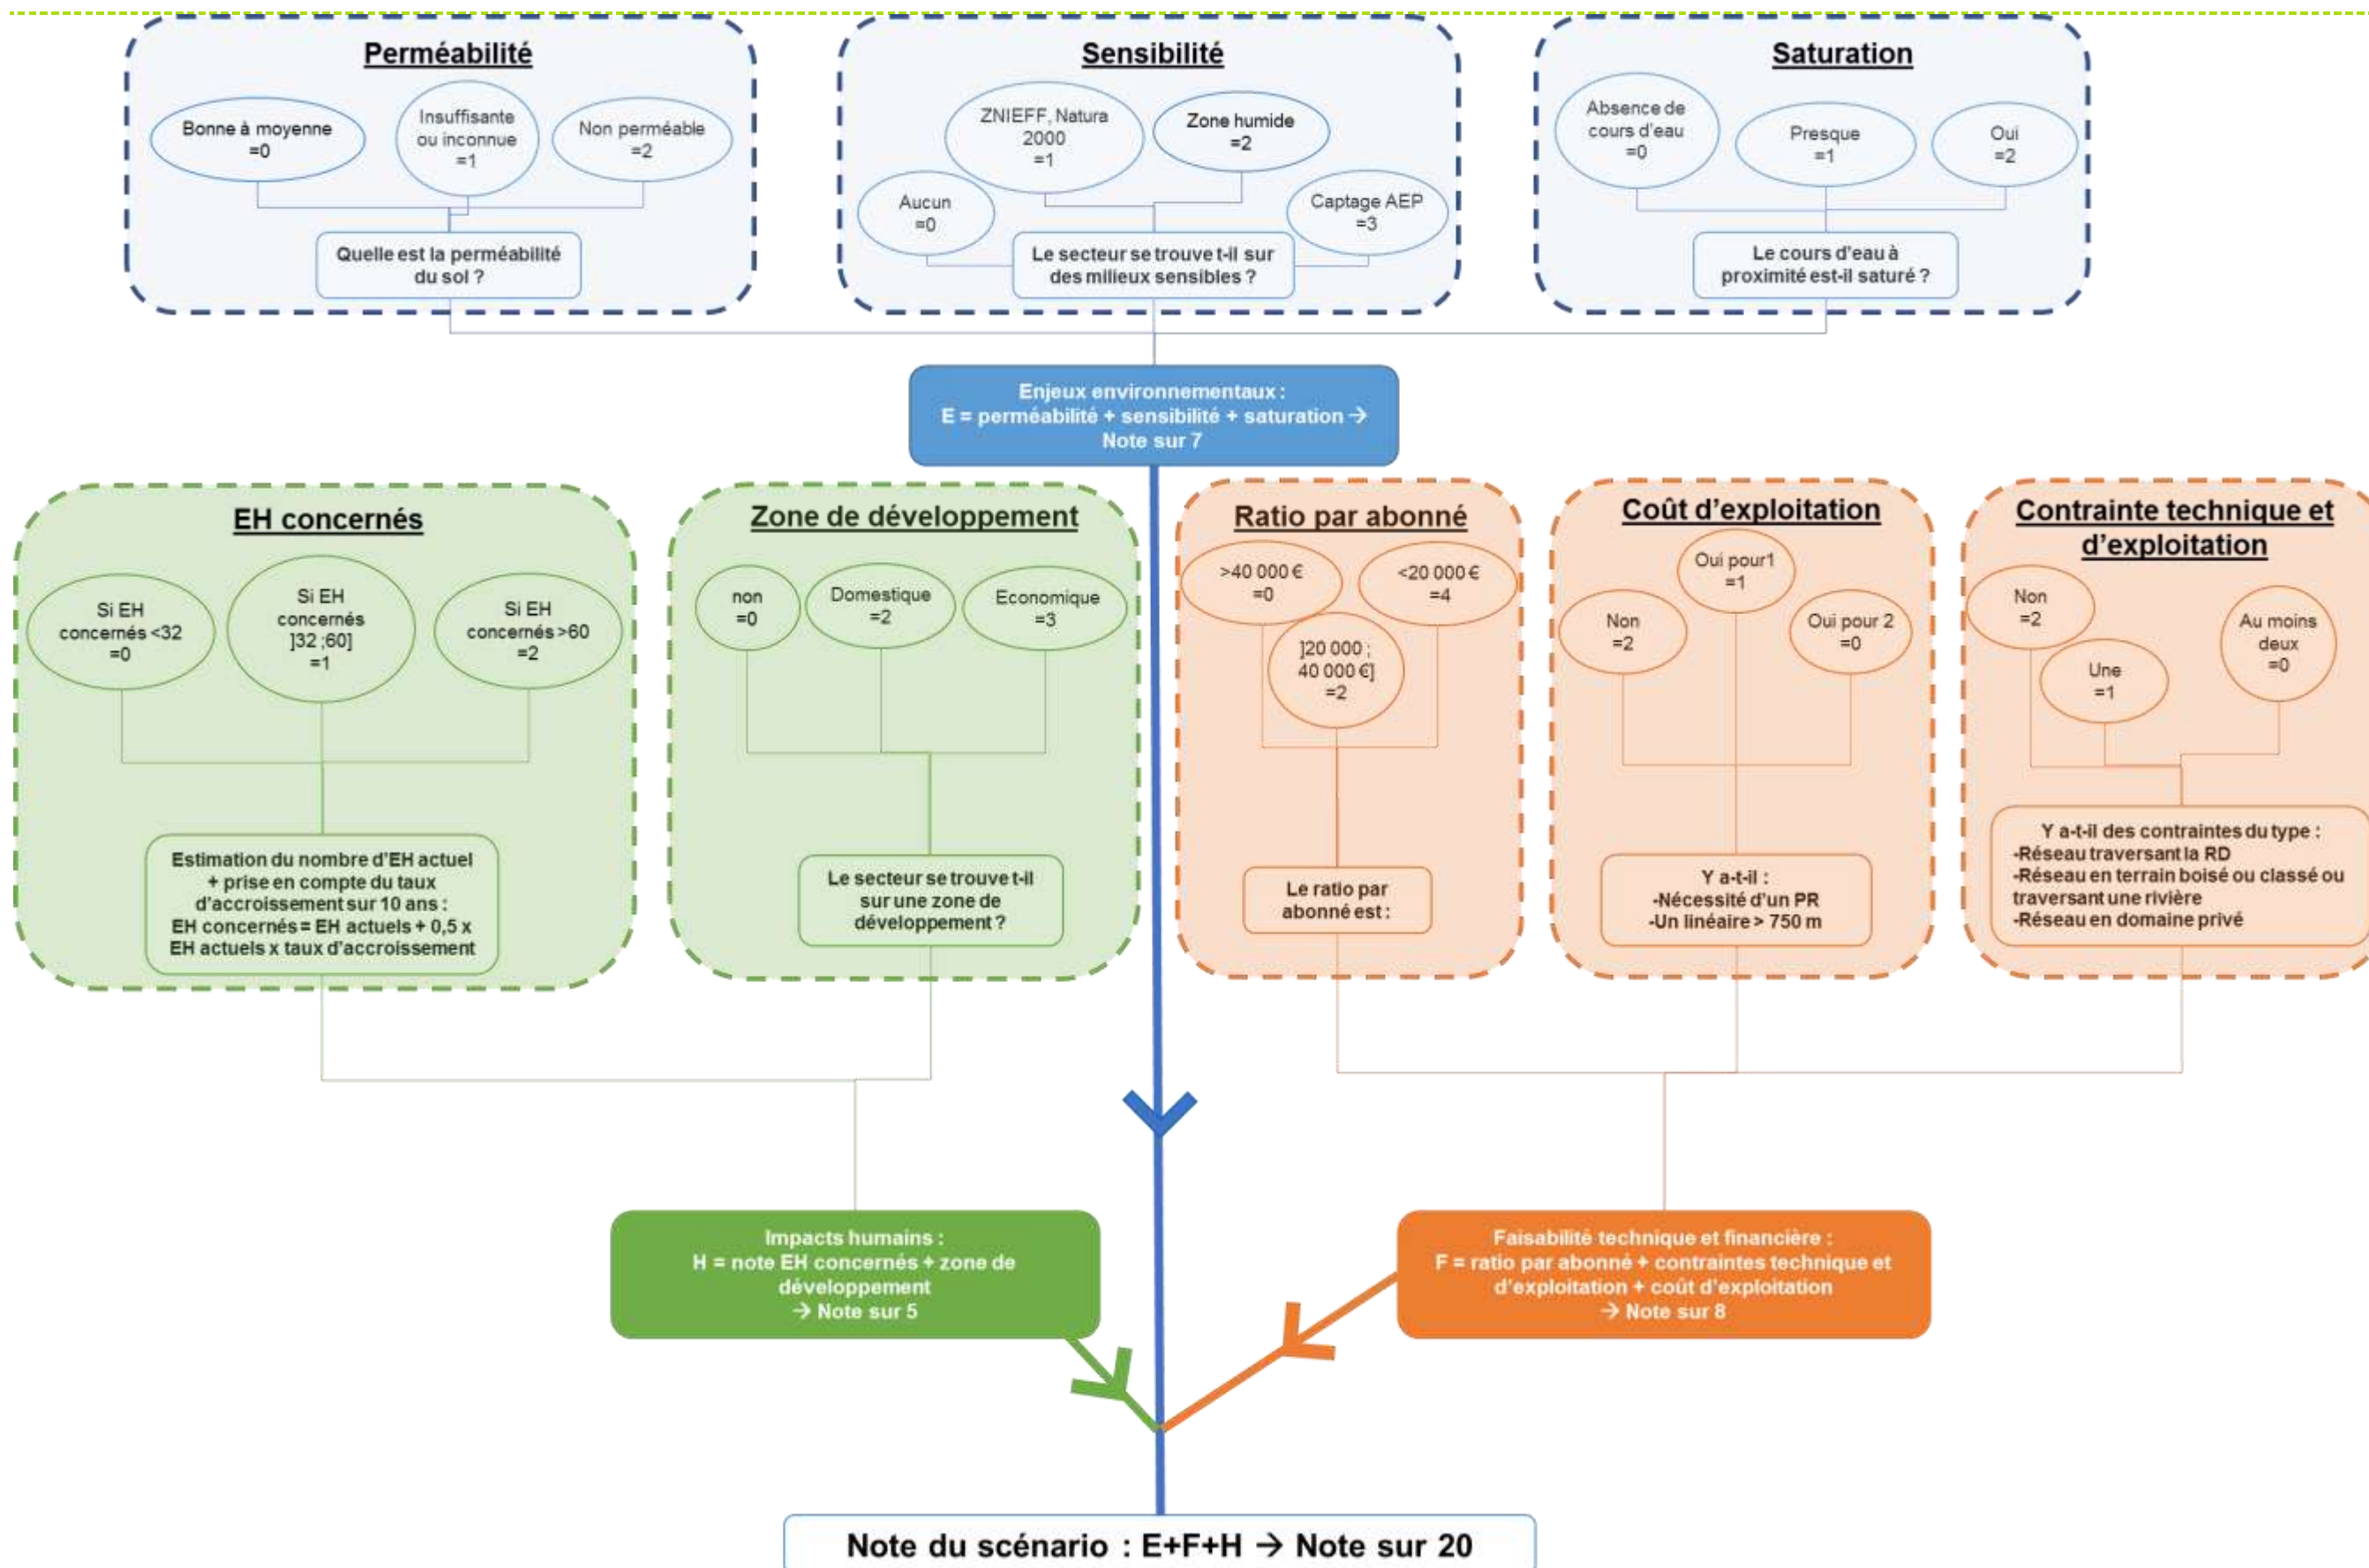 Perméabilité
Bonne à moyenne
=0
Insuffisante
ou inconnue
=1
Non perméable
=2
Quelle est la perméabilité
du sol ?
Sensibilité
Aucun
=0
ZNIEFF, Natura
2000
=1
Zone humide
=2
Captage AEP
=3
Le secteur se trouve t-il sur
des milieux sensibles ?
Saturation
Absence de
cours d'eau
=0
Presque
=1
Oui
=2
Le cours d'eau à
proximité est-il saturé ?
Enjeux environnementaux :
E = perméabilité + sensibilité + saturation →
Note sur 7
EH concernés
Si EH
concernés <32
=0
Si EH
concernés
]32 ;60]
=1
Si EH
concernés >60
=2
Estimation du nombre d'EH actuel
+ prise en compte du taux
d'accroissement sur 10 ans :
EH concernés = EH actuels + 0,5 x
EH actuels x taux d'accroissement
Zone de développement
non
=0
Domestique
=2
Economique
=3
Le secteur se trouve t-il
sur une zone de
développement ?
Ratio par abonné
>40 000 €
=0
]20 000 ;
40 000 €]
=2
<20 000 €
=4
Le ratio par
abonné est :
Coût d'exploitation
Non
=2
Oui pour1
=1
Oui pour 2
=0
Y a-t-il :
-Nécessité d'un PR
-Un linéaire > 750 m
Contrainte technique et
d'exploitation
Non
=2
Une
=1
Au moins
deux
=0
Y a-t-il des contraintes du type :
-Réseau traversant la RD
-Réseau en terrain boisé ou classé ou
traversant une rivière
-Réseau en domaine privé
Impacts humains :
H = note EH concernés + zone de
développement
→ Note sur 5
Faisabilité technique et financière :
F = ratio par abonné + contraintes technique et
d'exploitation + coût d'exploitation
→ Note sur 8
Note du scénario : E+F+H → Note sur 20